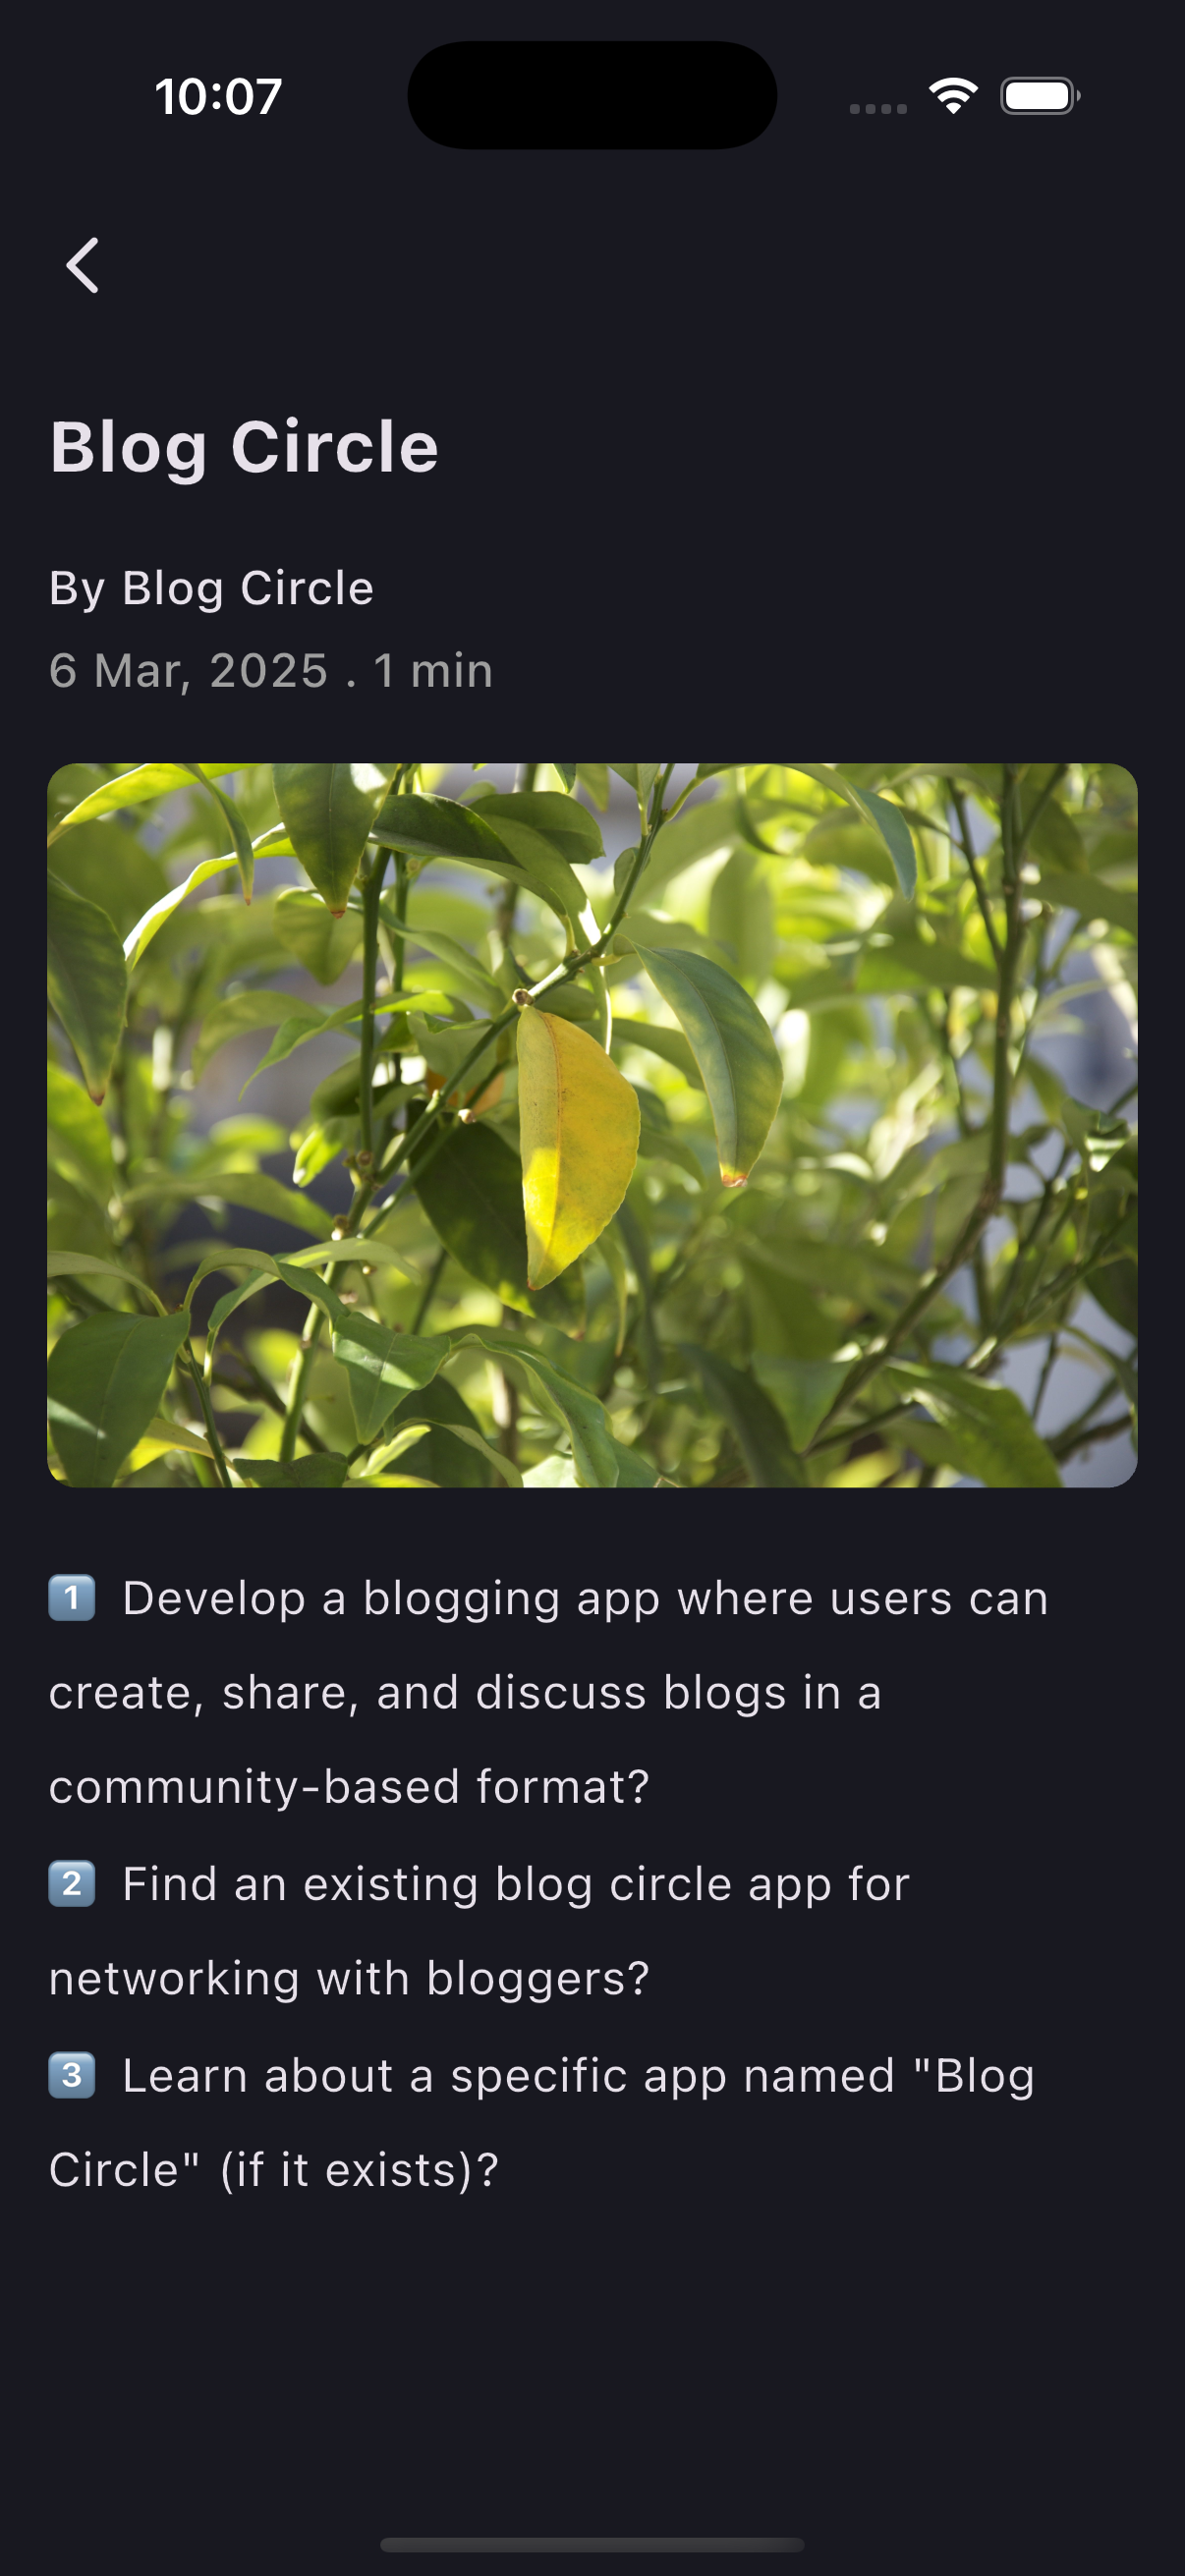 10:07
Blog Circle
By Blog Circle
6 Mar, 2025 . 1 min
1️⃣ Develop a blogging app where users can
create, share, and discuss blogs in a
community-based format?
2️⃣ Find an existing blog circle app for
networking with bloggers?
3️⃣ Learn about a specific app named "Blog
Circle" (if it exists)?